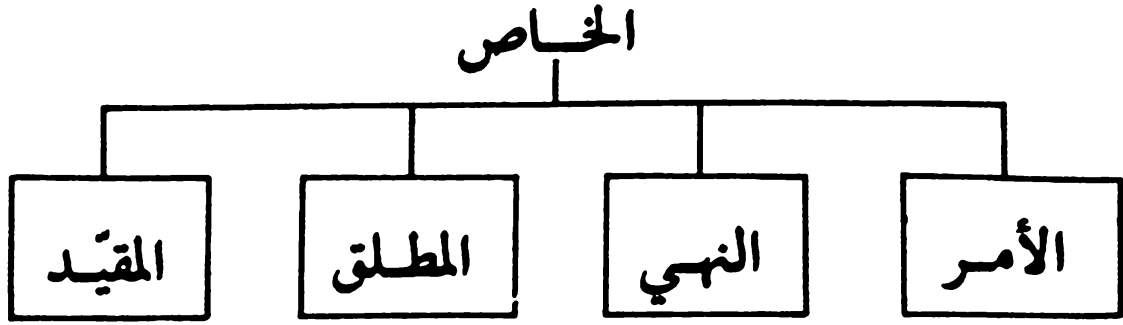 الخاص
الأمر
النهي
المطلق
المقيّد